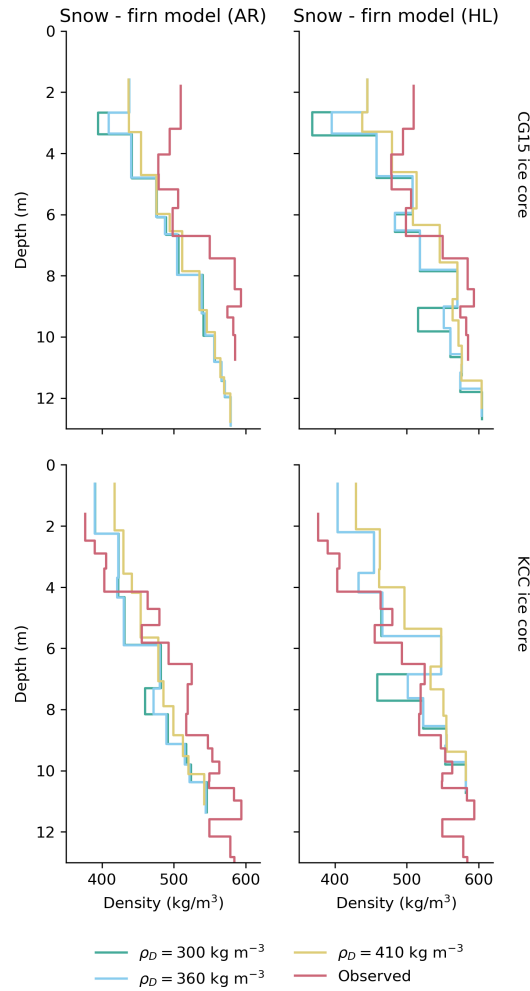 Snow - firn model (AR) Snow - firn model (HL)
0
2
4
6
8
10
12
Depth (m)
CG15 ice core
0
2
4
6
8
10
12
Depth (m)
KCC ice core
400 500 600 400 500 600
Density (kg/m³) Density (kg/m³)
ρD = 300 kg m⁻³ ρD = 410 kg m⁻³
ρD = 360 kg m⁻³ Observed